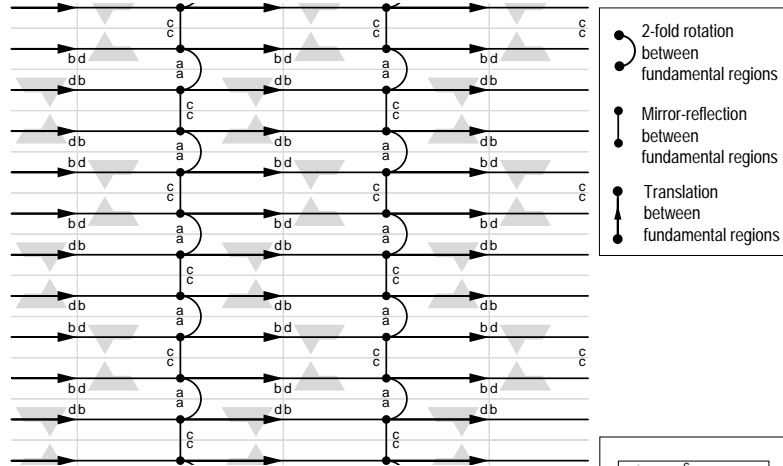 c c c
c c c
bd bd bd
a a
a a
db db db
c c
c c
db db db
a a
a a
bd bd bd
c c c
c c c
bd bd bd
a a
a a
db db db
c c
c c
db db db
a a
a a
bd bd bd
c c c
c c c
bd bd bd
a a
a a
db db db
c c
c c
2-fold rotation
between
fundamental regions
Mirror-reflection
between
fundamental regions
Translation
between
fundamental regions